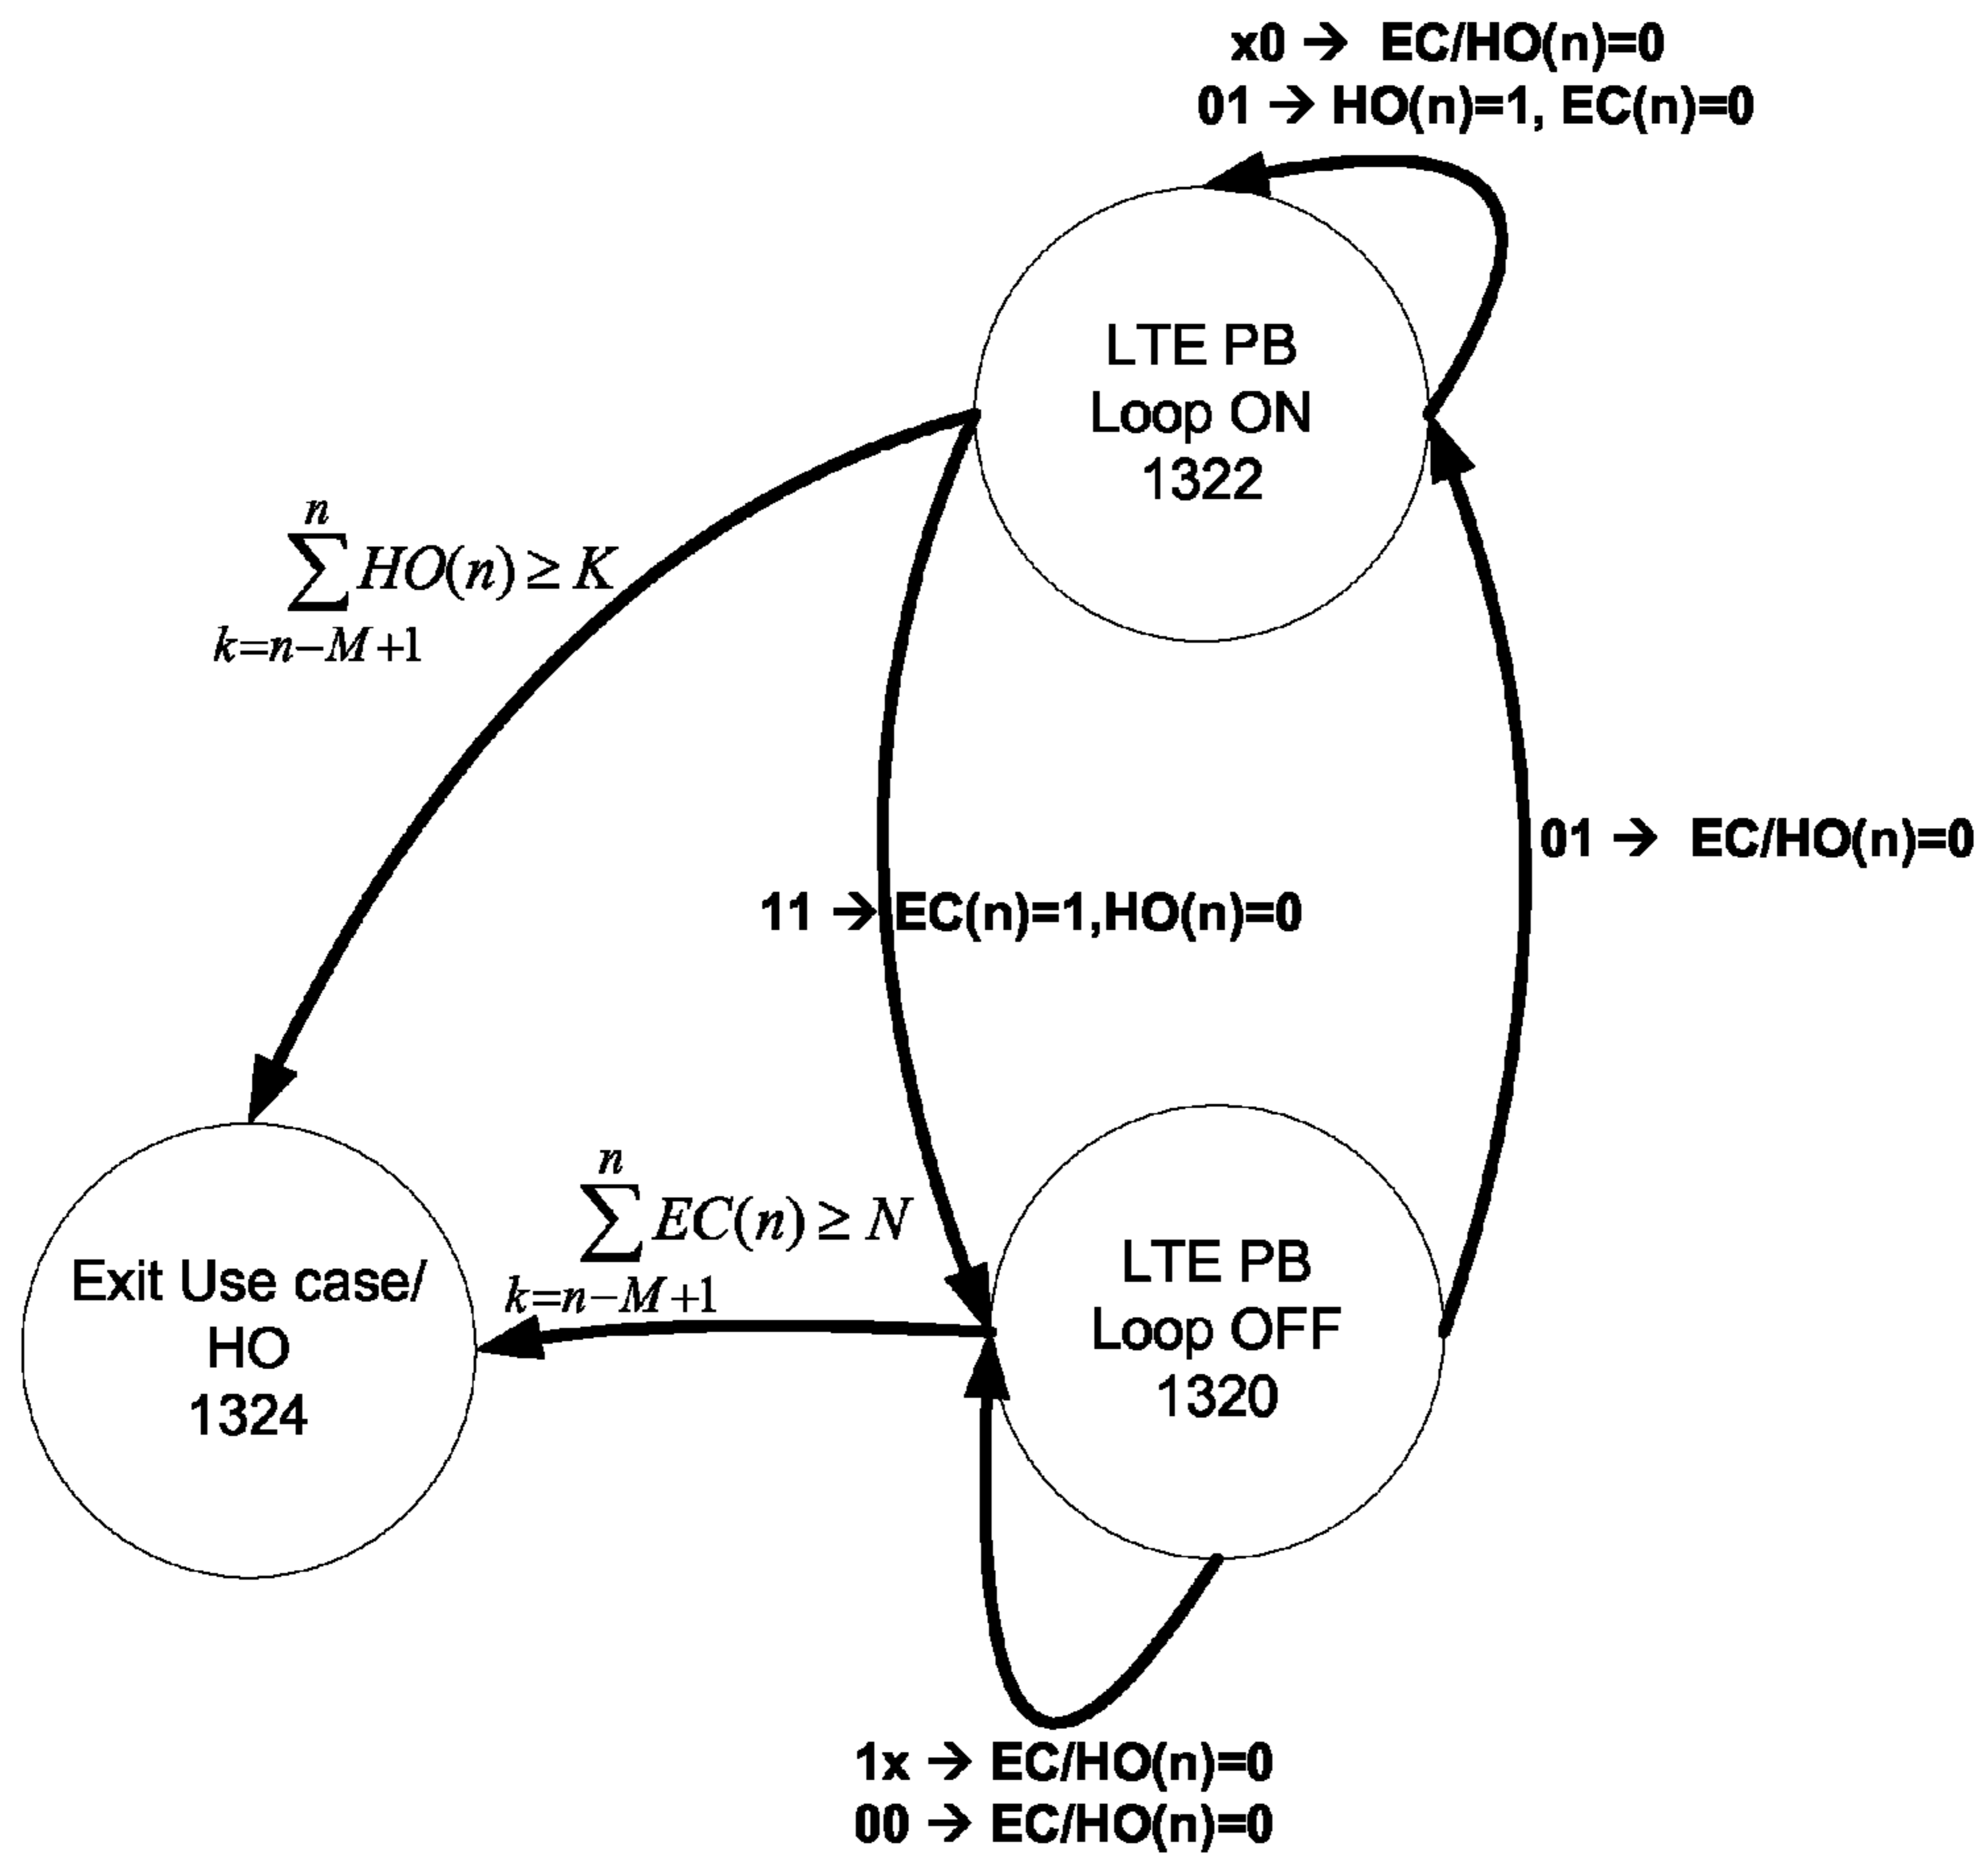 x0 → EC/HO(n)=0
01 → HO(n)=1, EC(n)=0
LTE PB
Loop ON
1322
n
∑HO(n) ≥ K
k=n−M+1
01 → EC/HO(n)=0
11 → EC(n)=1,HO(n)=0
n
∑EC(n) ≥ N
k=n−M+1
Exit Use case/
HO
1324
LTE PB
Loop OFF
1320
1x → EC/HO(n)=0
00 → EC/HO(n)=0